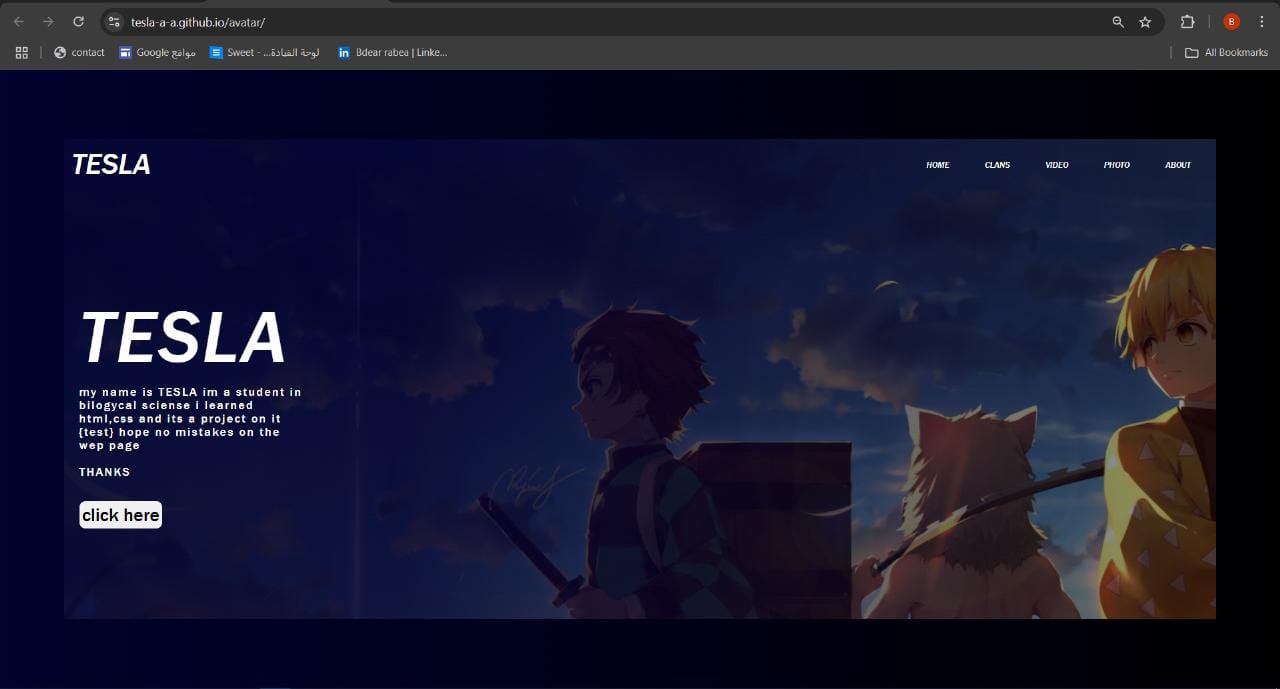 tesla-a-a.github.io/avatar/
B
contact
مواقع Google
Sweet - ...لوحة القيادة
in Bdear rabea | Linke...
All Bookmarks
TESLA
HOME CLANS VIDEO PHOTO ABOUT
TESLA
my name is TESLA im a student in
bilogycal sciense i learned
html,css and its a project on it
{test} hope no mistakes on the
wep page
THANKS
click here